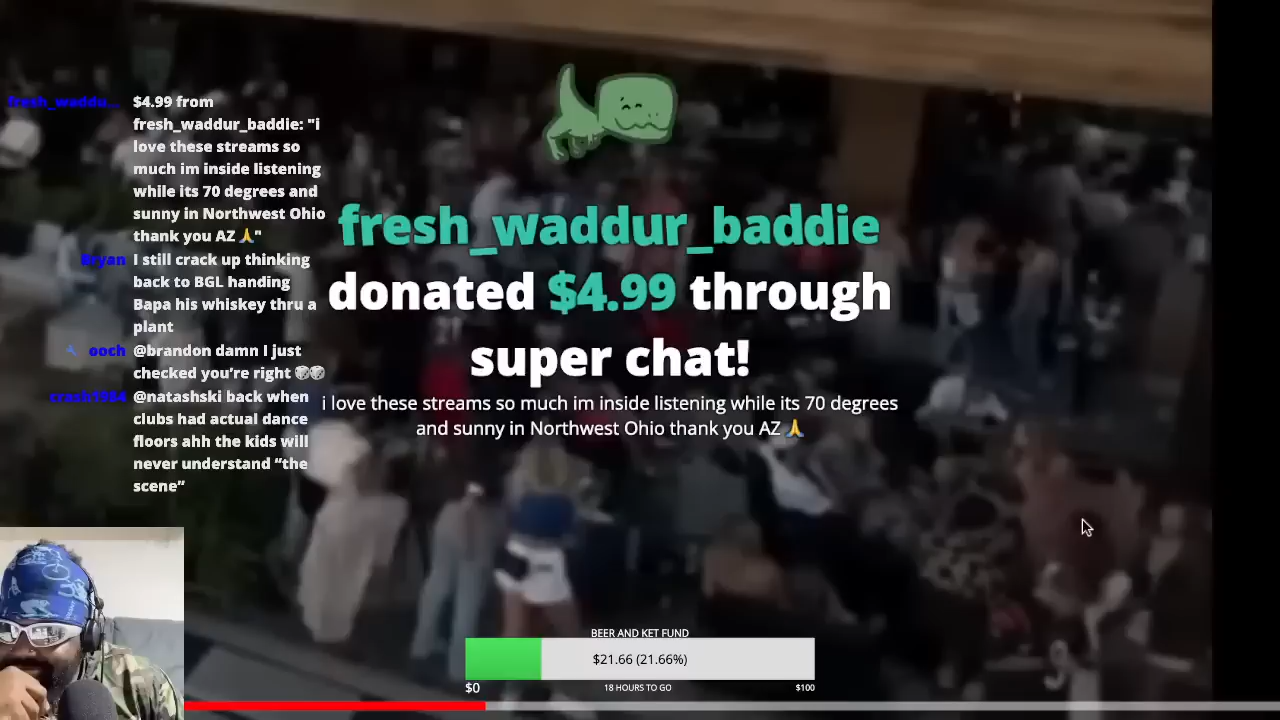 fresh_waddu...
$4.99 from
fresh_waddur_baddie: "i
love these streams so
much im inside listening
while its 70 degrees and
sunny in Northwest Ohio
thank you AZ 🙏"
Bryan
I still crack up thinking
back to BGL handing
Bapa his whiskey thru a
plant
ooch
@brandon damn I just
checked you're right 🎲🎲
crash1984
@natashski back when
clubs had actual dance
floors ahh the kids will
never understand “the
scene”
fresh_waddur_baddie
donated $4.99 through
super chat!
i love these streams so much im inside listening while its 70 degrees
and sunny in Northwest Ohio thank you AZ 🙏
BEER AND KET FUND
$21.66 (21.66%)
$0
18 HOURS TO GO
$100